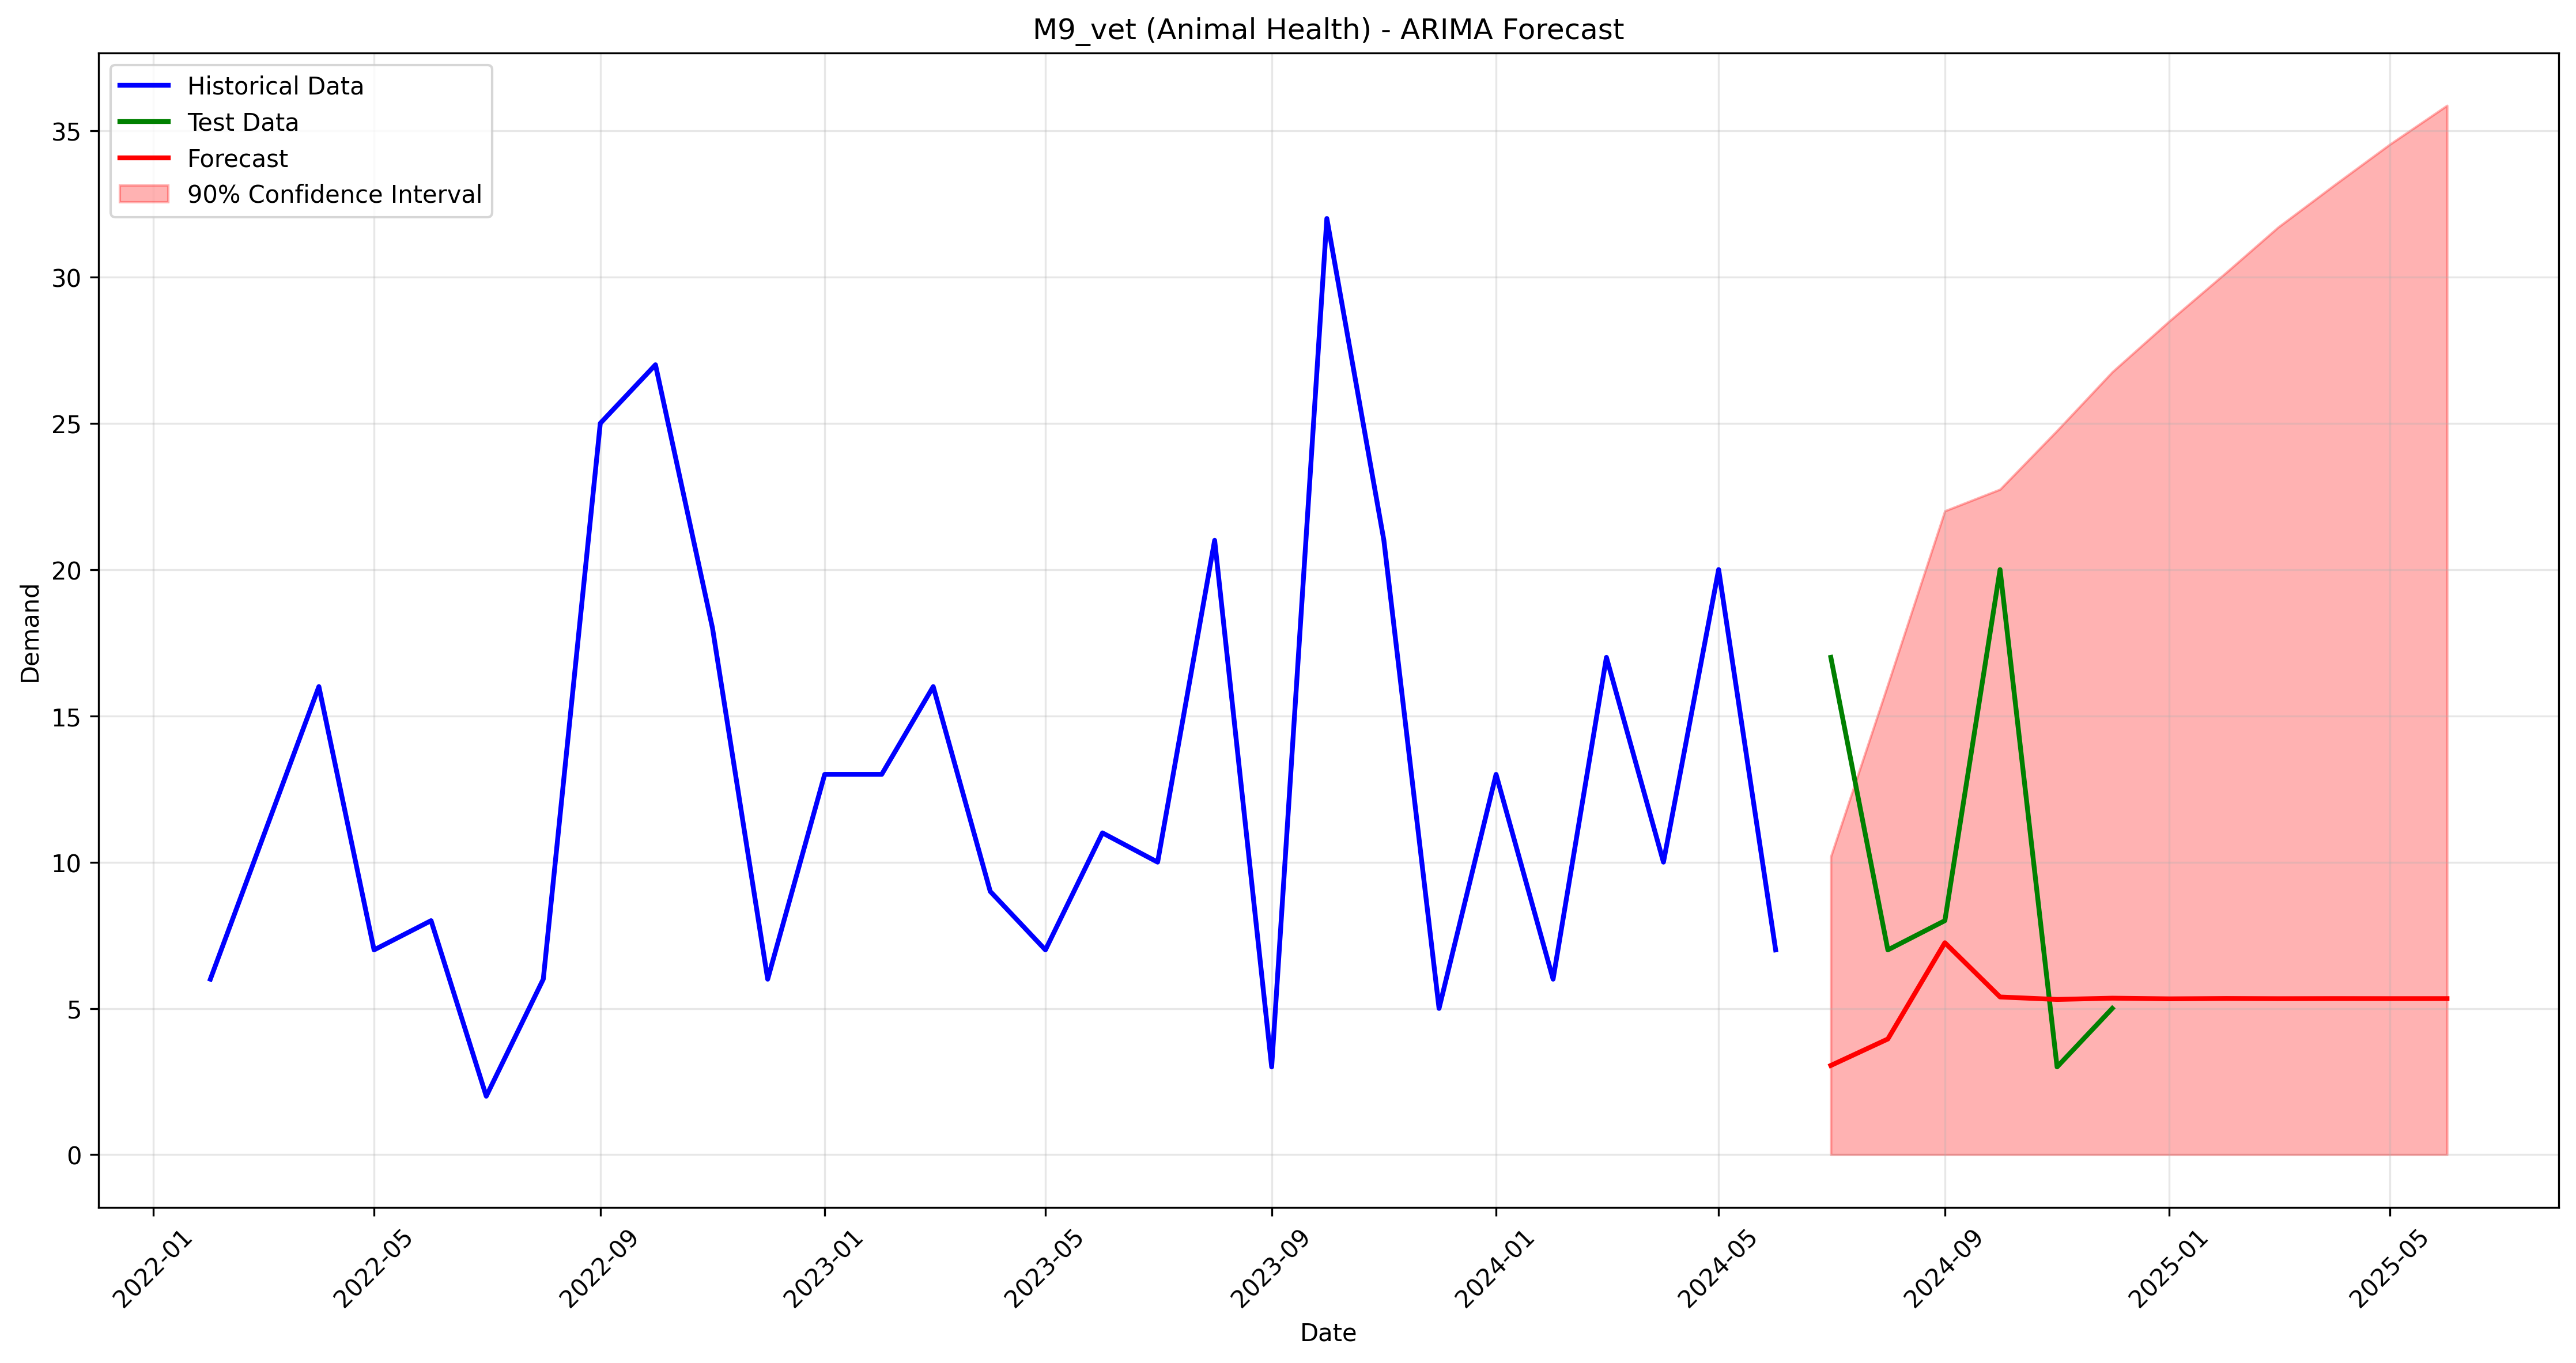 M9_vet (Animal Health) - ARIMA Forecast
Historical Data
Test Data
Forecast
90% Confidence Interval
Demand
35
30
25
20
15
10
5
0
2022-01
2022-05
2022-09
2023-01
2023-05
2023-09
2024-01
2024-05
2024-09
2025-01
2025-05
Date